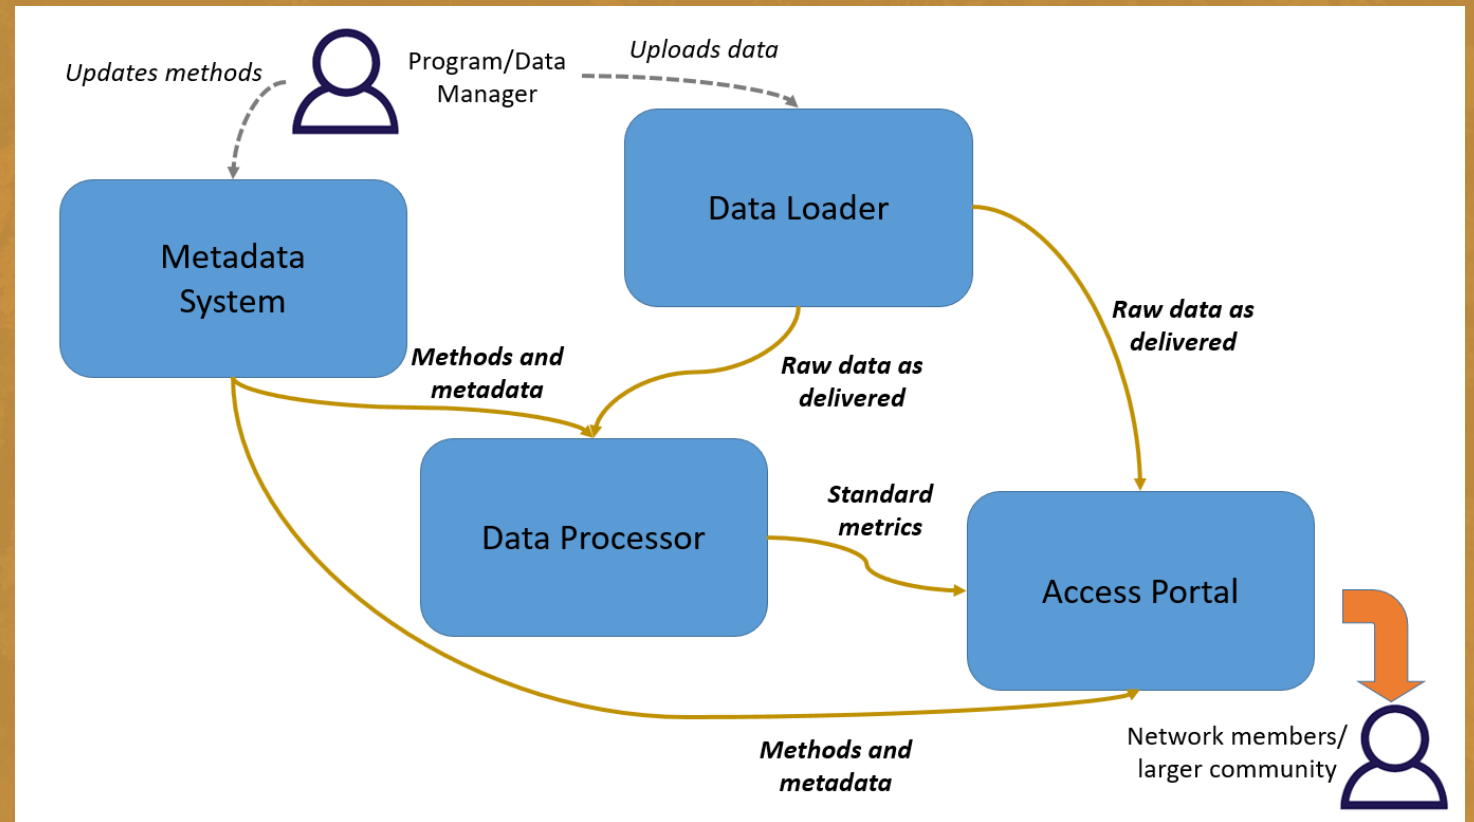 Updates methods
Program/Data
Manager
Uploads data
Data Loader
Metadata
System
Methods and
metadata
Raw data as
delivered
Raw data as
delivered
Data Processor
Standard
metrics
Access Portal
Methods and
metadata
Network members/
larger community